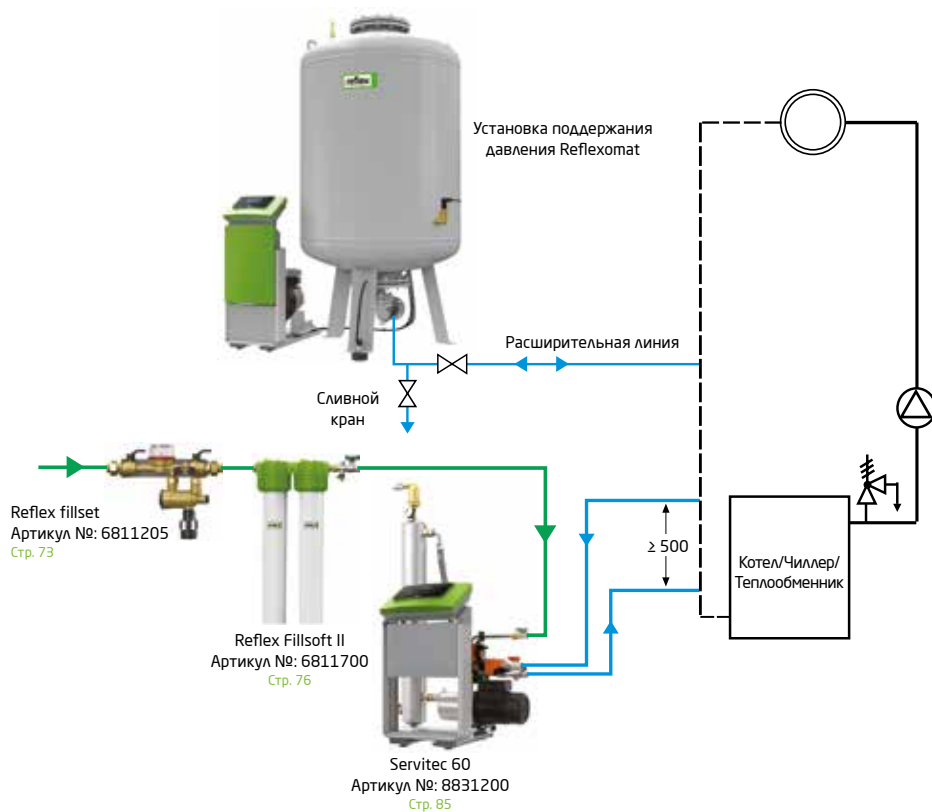 reflex
Установка поддержания
давления Reflexomat
Расширительная линия
Сливной
кран
Reflex fillset
Артикул №: 6811205
Стр. 73
Reflex Fillsoft II
Артикул №: 6811700
Стр. 76
≥ 500
Котел/Чиллер/
Теплообменник
Servitec 60
Артикул №: 8831200
Стр. 85